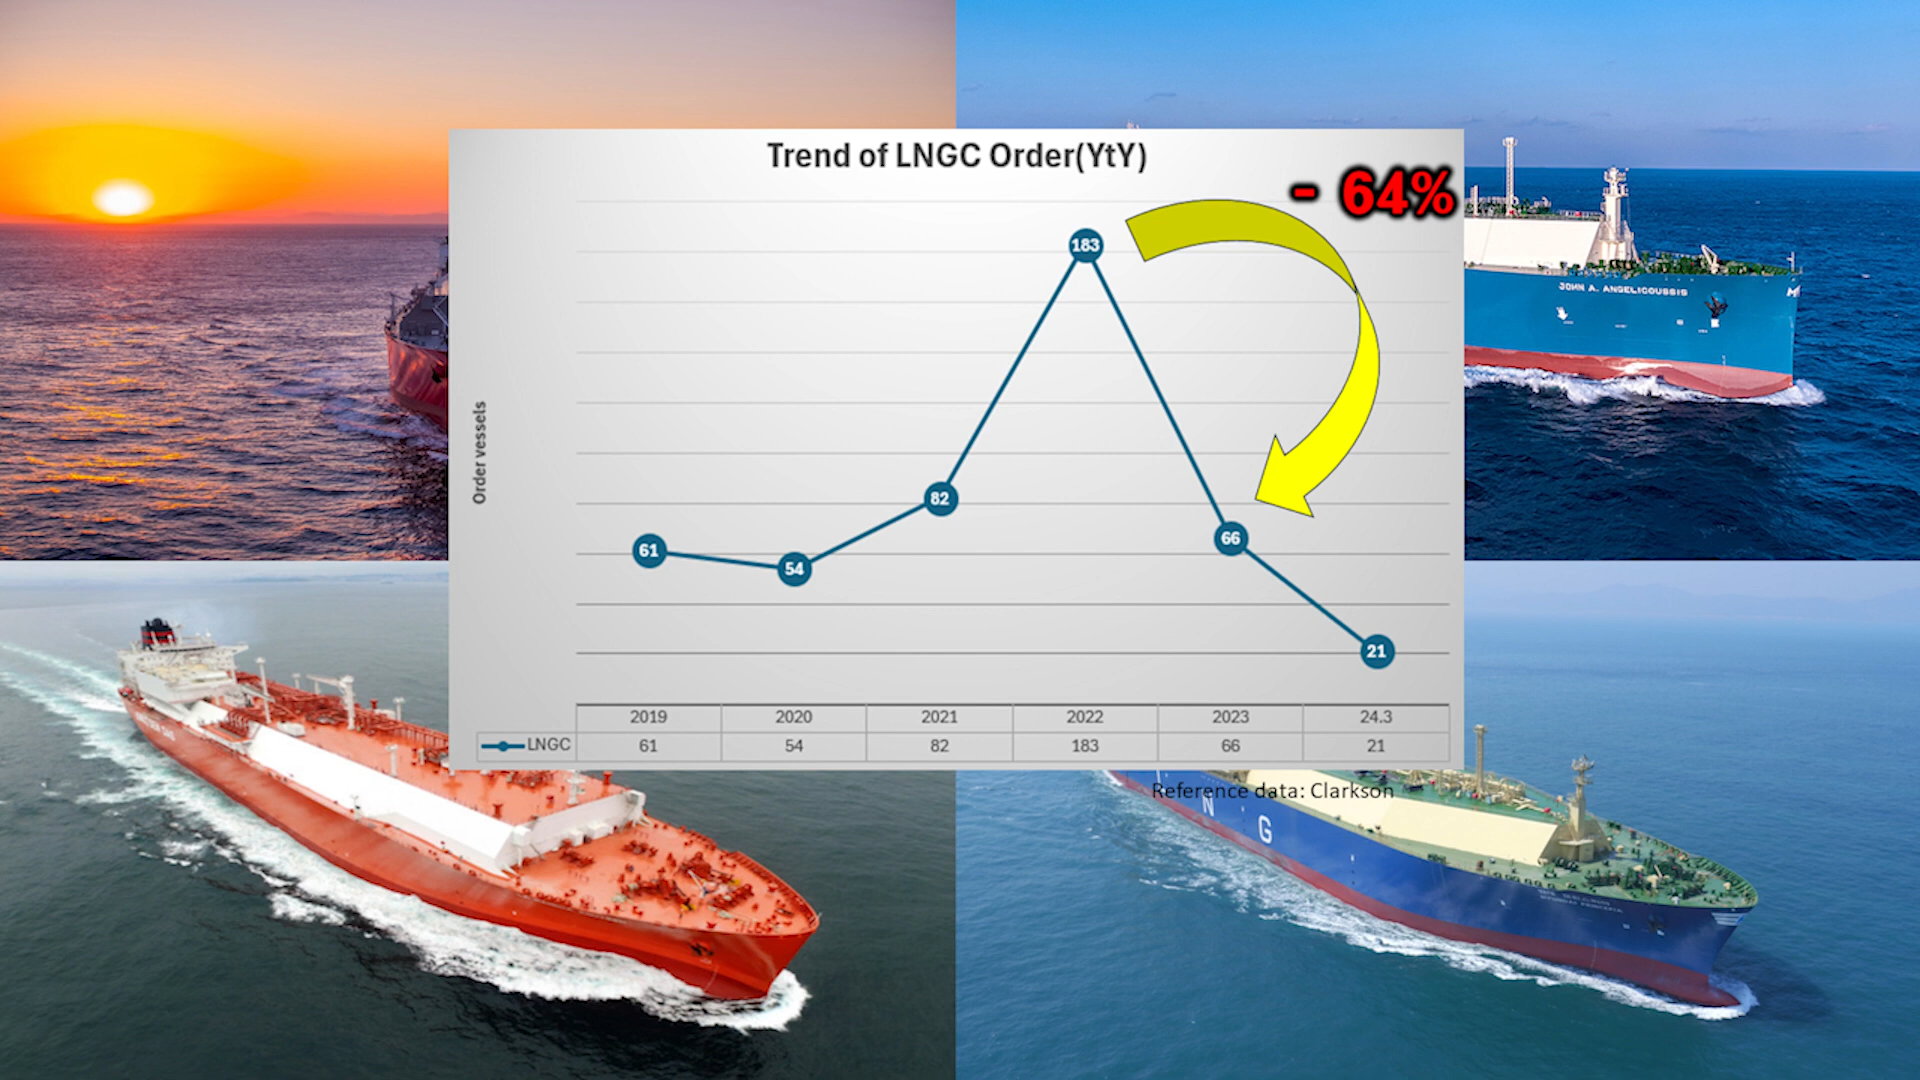 Trend of LNGC Order(YtY)
- 64%
Order vessels
183
82
66
61
54
21
2019 2020 2021 2022 2023 24.3
LNGC 61 54 82 183 66 21
Reference data: Clarkson
JOHN A. ANGELICOUSSIS
N G